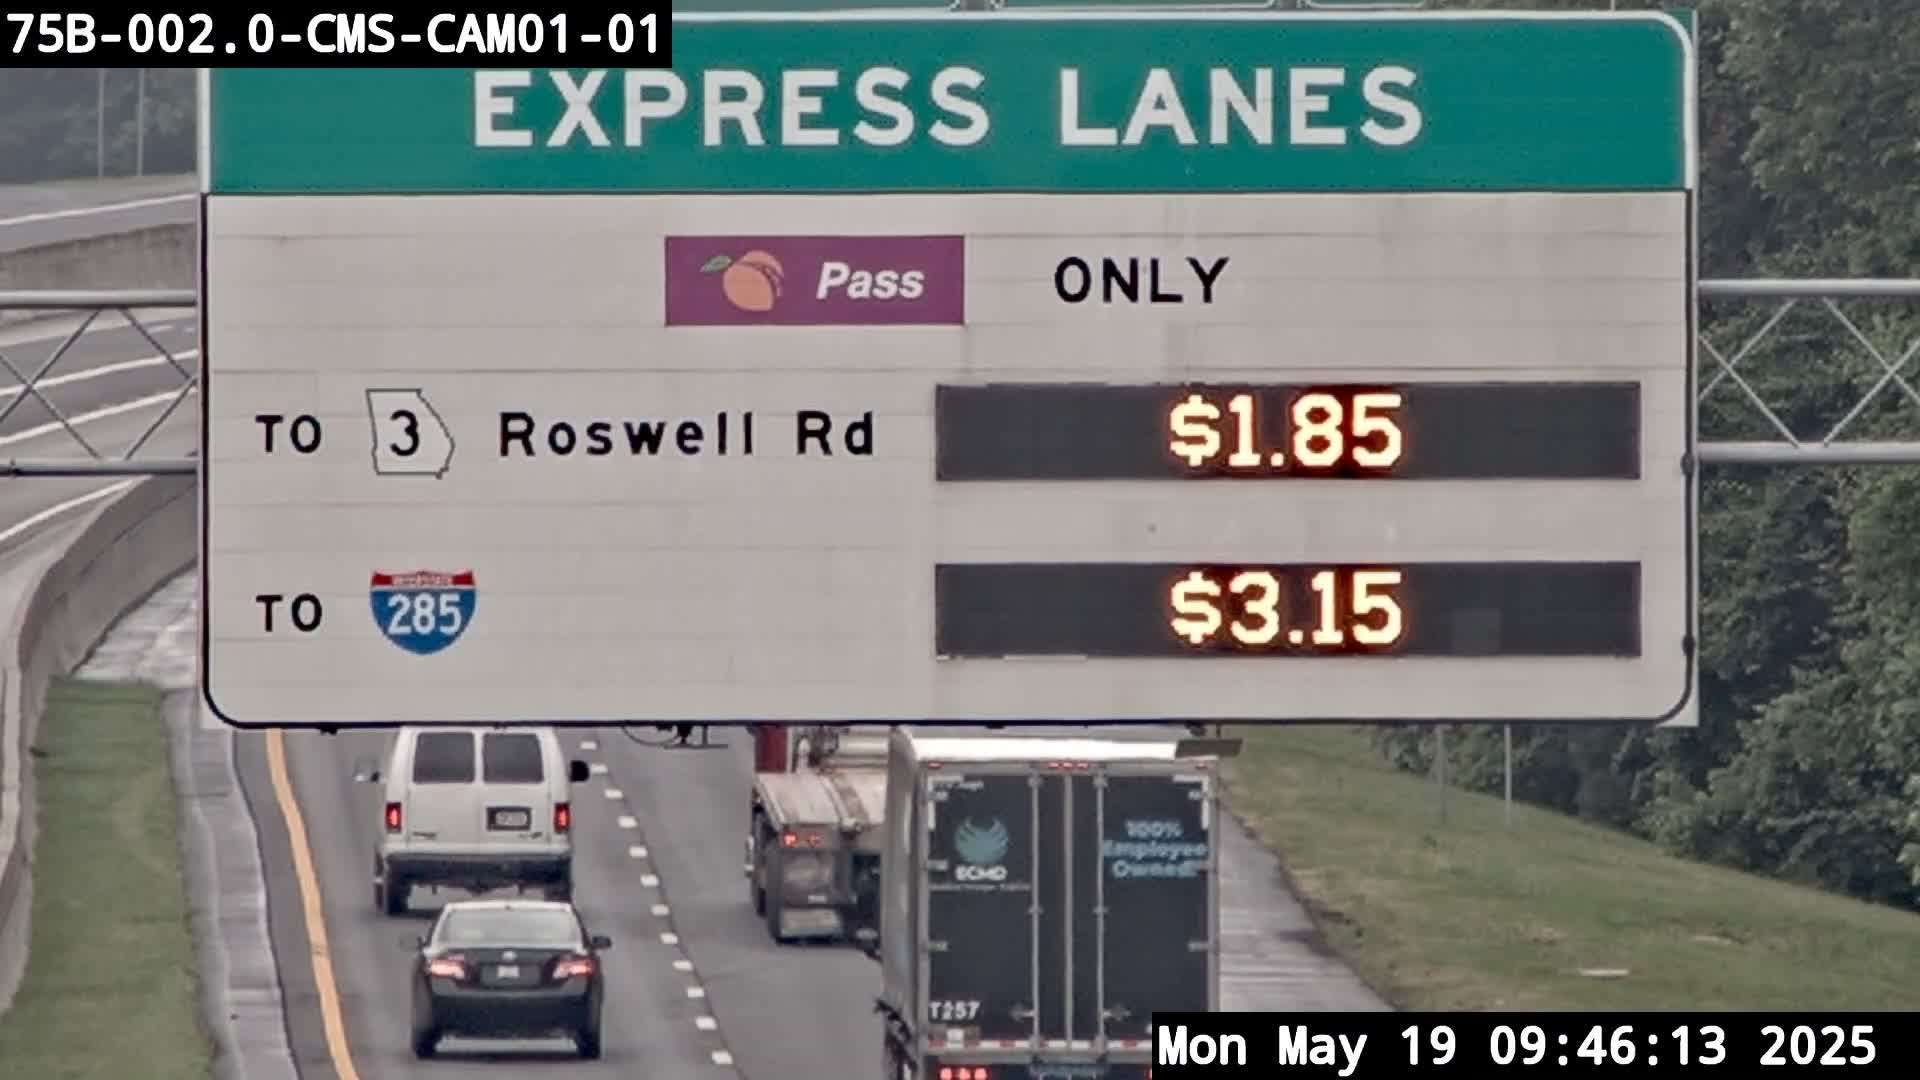 75B-002.0-CMS-CAM01-01
EXPRESS LANES
Pass ONLY
TO 3 Roswell Rd $1.85
TO INTERSTATE 285 $3.15
ECMD
100%
Employee
Owned!
T257
Mon May 19 09:46:13 2025